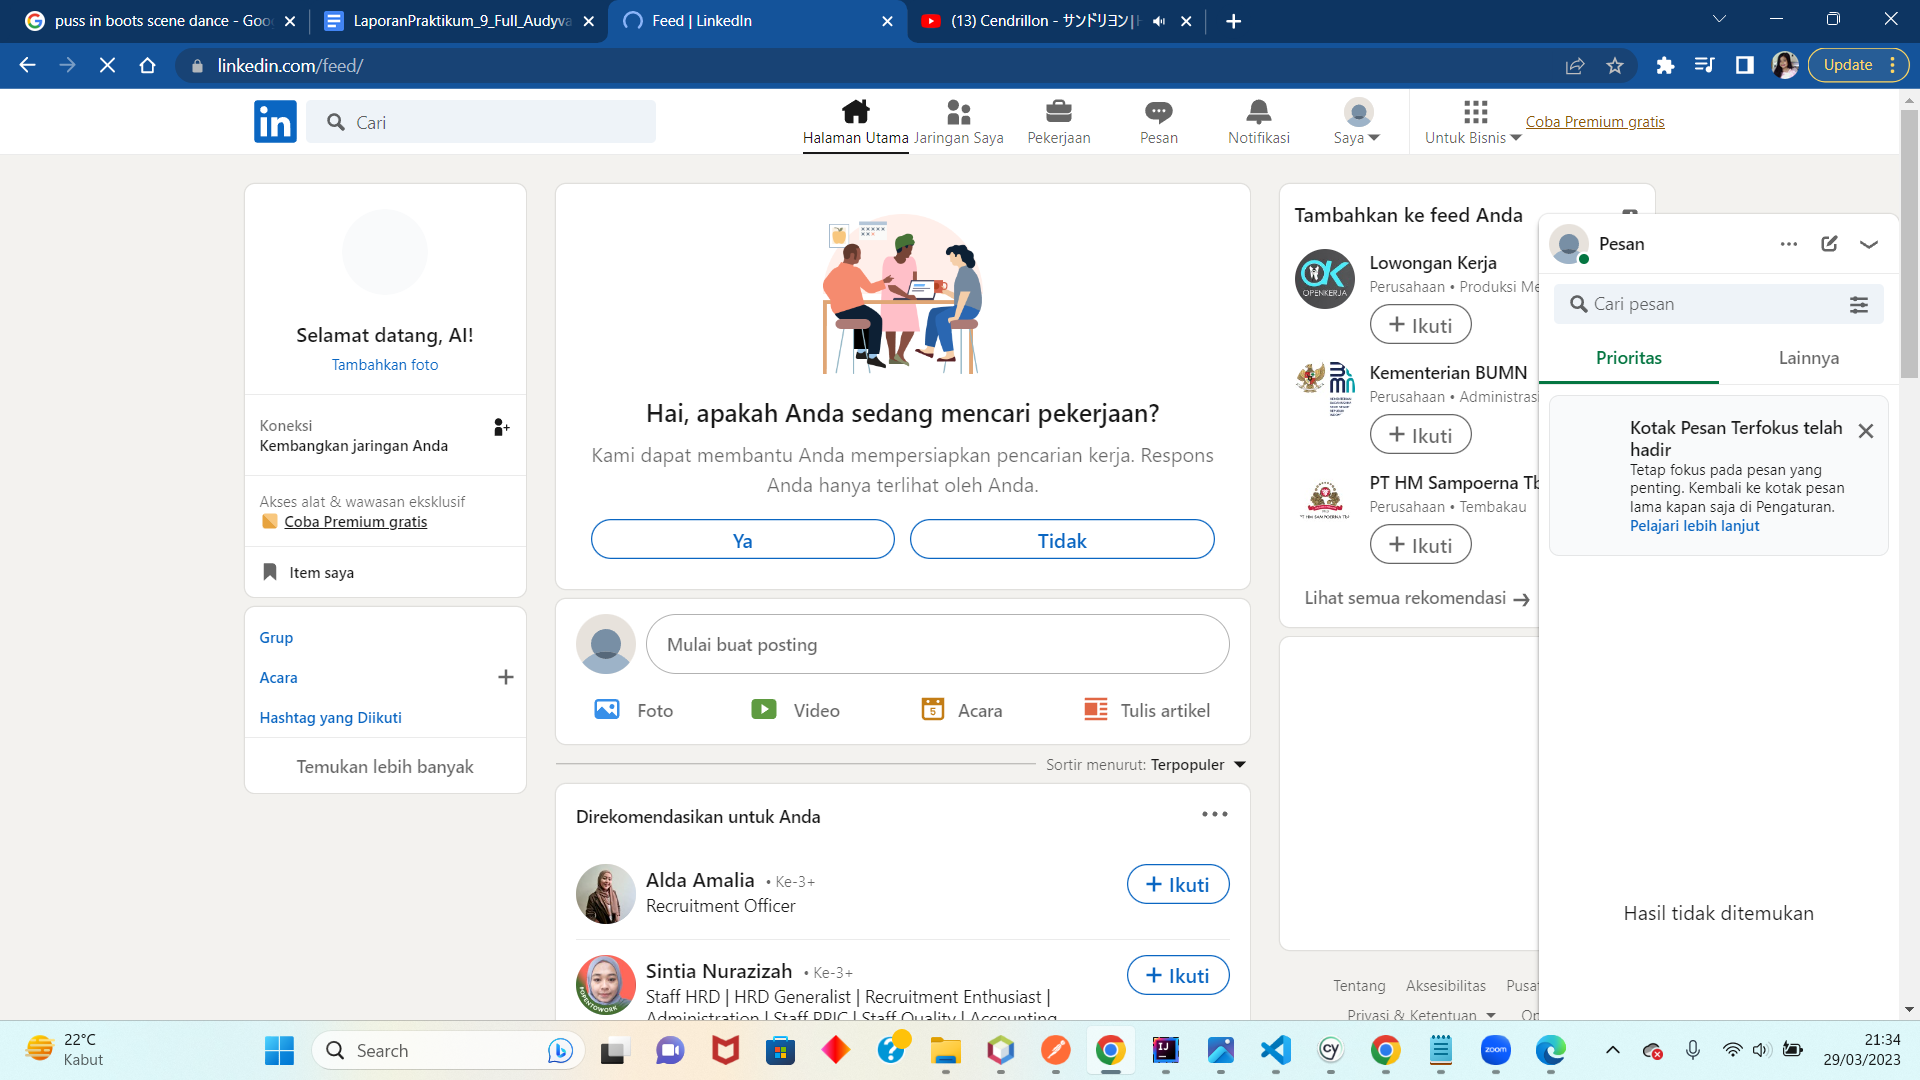 puss in boots scene dance - Goo
LaporanPraktikum_9_Full_Audyva
Feed | LinkedIn
(13) Cendrillon - サンドリヨン|
linkedin.com/feed/
Update
in
Cari
Halaman Utama
Jaringan Saya
Pekerjaan
Pesan
Notifikasi
Saya
Untuk Bisnis
Coba Premium gratis
Selamat datang, AI!
Tambahkan foto
Koneksi
Kembangkan jaringan Anda
Akses alat & wawasan eksklusif
Coba Premium gratis
Item saya
Grup
Acara
Hashtag yang Diikuti
Temukan lebih banyak
Hai, apakah Anda sedang mencari pekerjaan?
Kami dapat membantu Anda mempersiapkan pencarian kerja. Respons
Anda hanya terlihat oleh Anda.
Ya
Tidak
Mulai buat posting
Foto
Video
5
Acara
Tulis artikel
Sortir menurut: Terpopuler
Direkomendasikan untuk Anda
Alda Amalia • Ke-3+
Recruitment Officer
Ikuti
Sintia Nurazizah • Ke-3+
Staff HRD | HRD Generalist | Recruitment Enthusiast |
Administration | Staff PPIC | Staff Quality | Accounting
Ikuti
Tambahkan ke feed Anda
OPENKERJA
Lowongan Kerja
Perusahaan • Produksi Me
Ikuti
Kementerian BUMN
Perusahaan • Administras
Ikuti
PT HM Sampoerna Tb
Perusahaan • Tembakau
Ikuti
Lihat semua rekomendasi
Tentang
Aksesibilitas
Pusat
Privasi & Ketentuan
Pesan
Cari pesan
Prioritas
Lainnya
Kotak Pesan Terfokus telah
hadir
Tetap fokus pada pesan yang
penting. Kembali ke kotak pesan
lama kapan saja di Pengaturan.
Pelajari lebih lanjut
Hasil tidak ditemukan
22°C
Kabut
Search
zoom
21:34
29/03/2023